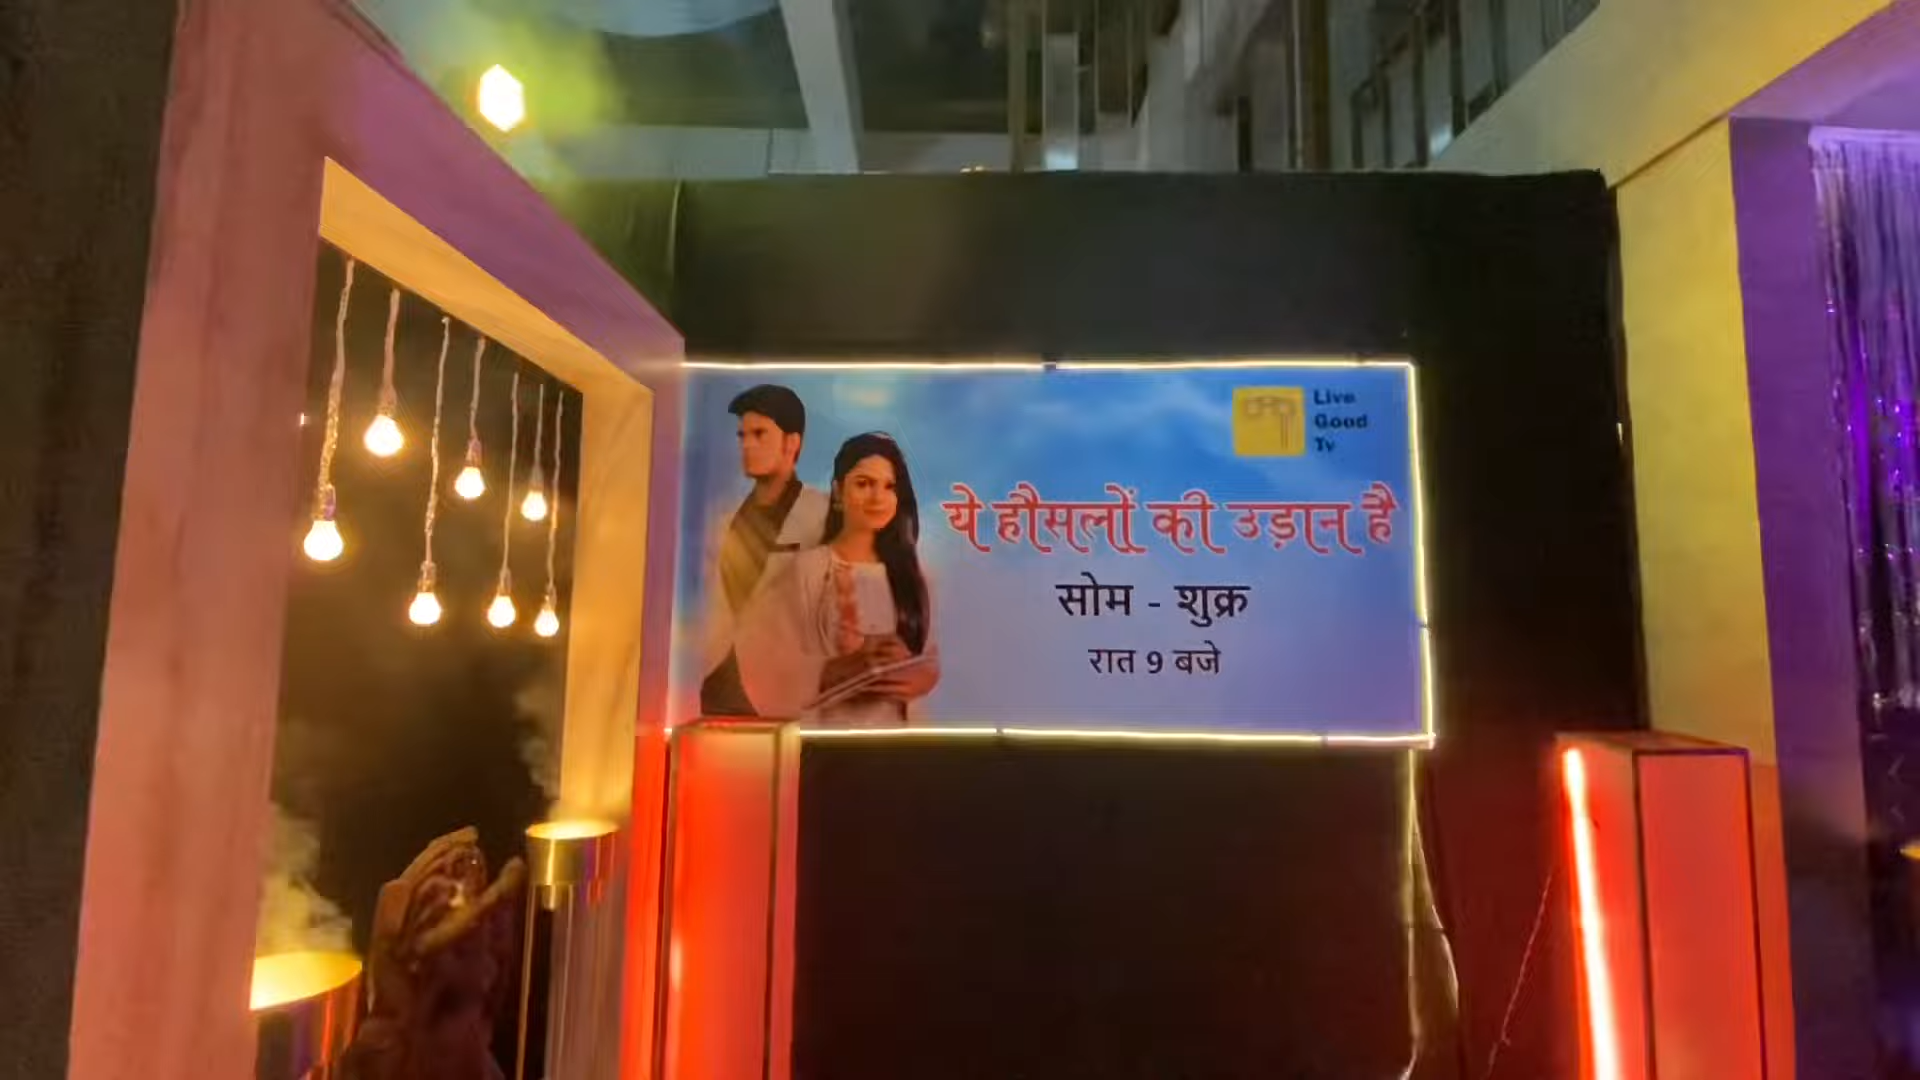 Live
Good
Tv
ये हौसलों की उड़ान है
सोम - शुक्र
रात 9 बजे